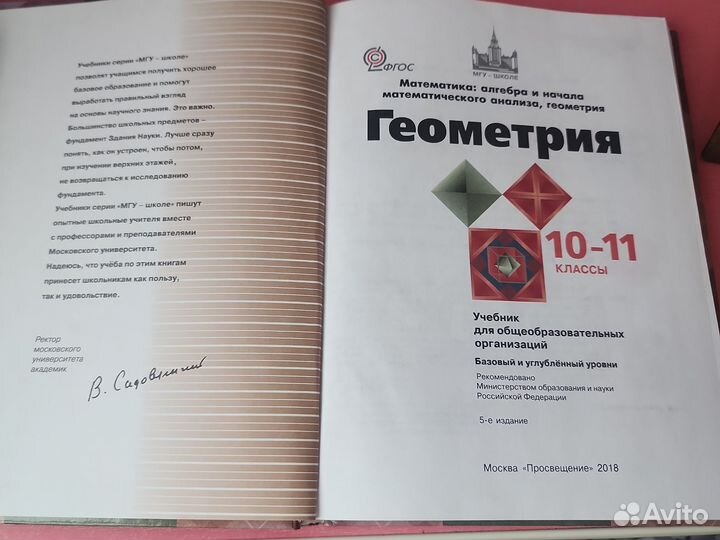 Учебники серии «МГУ – школе»
позволят учащимся получить хорошее
базовое образование и помогут
выработать правильный взгляд
на основы научного знания. Это важно.
Большинство школьных предметов –
фундамент Здания Науки. Лучше сразу
понять, как он устроен, чтобы потом,
при изучении верхних этажей,
не возвращаться к исследованию
фундамента.
Учебники серии «МГУ – школе» пишут
опытные школьные учителя вместе
с профессорами и преподавателями
Московского университета.
Надеюсь, что учёба по этим книгам
принесет школьникам как пользу,
так и удовольствие.
Ректор
московского
университета
академик
В. Садовничий
ФГОС
МГУ – ШКОЛЕ
Математика: алгебра и начала
математического анализа, геометрия
Геометрия
10–11
КЛАССЫ
Учебник
для общеобразовательных
организаций
Базовый и углублённый уровни
Рекомендовано
Министерством образования и науки
Российской Федерации
5-е издание
Москва «Просвещение» 2018
Avito